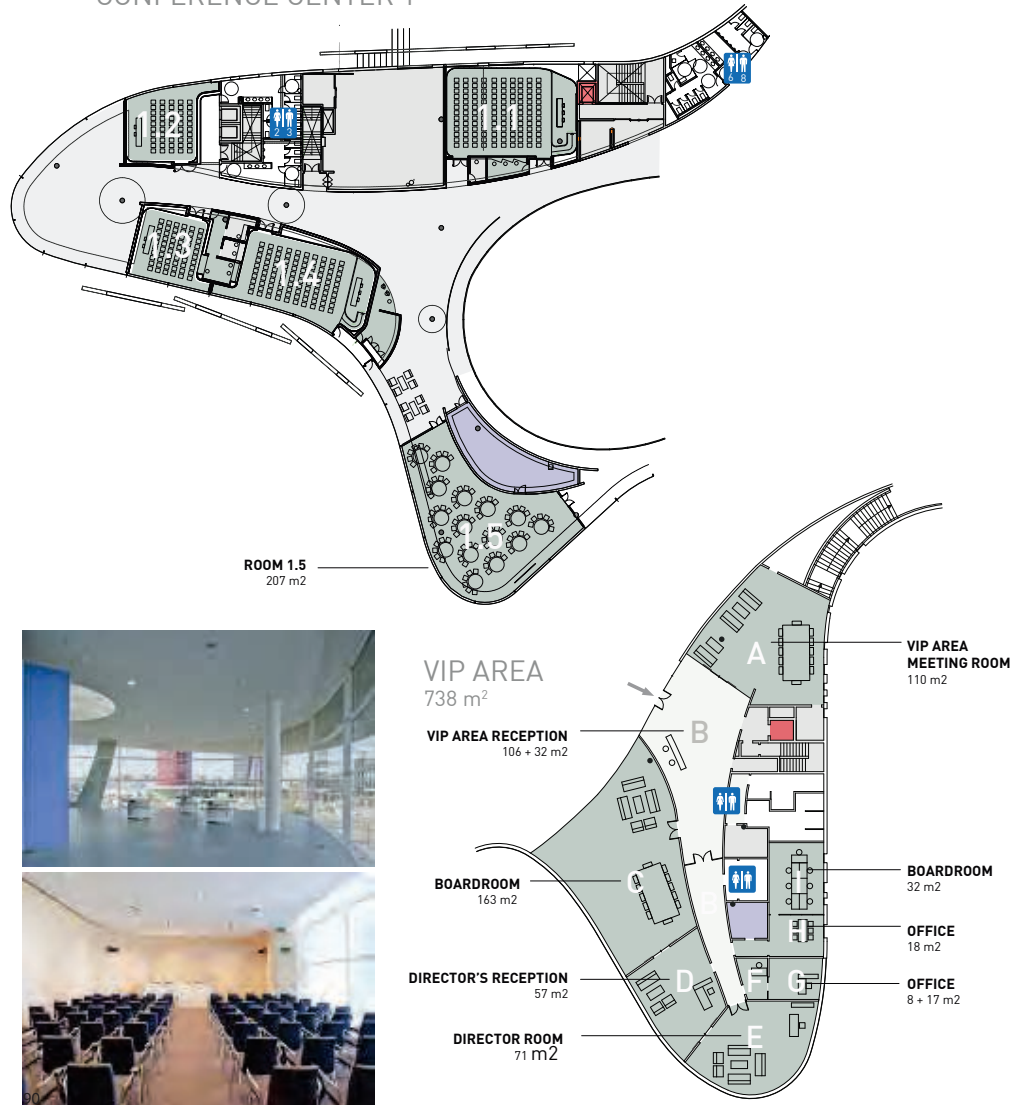 CONFERENCE CENTER 1
6 8
1.2
2 3
1.1
1.3
1.4
1.5
ROOM 1.5
207 m2
VIP AREA
738 m²
A
VIP AREA
MEETING ROOM
110 m2
B
VIP AREA RECEPTION
106 + 32 m2
C
BOARDROOM
163 m2
B
I
BOARDROOM
32 m2
H
OFFICE
18 m2
D
DIRECTOR'S RECEPTION
57 m2
F
G
OFFICE
8 + 17 m2
E
DIRECTOR ROOM
71 m2
90